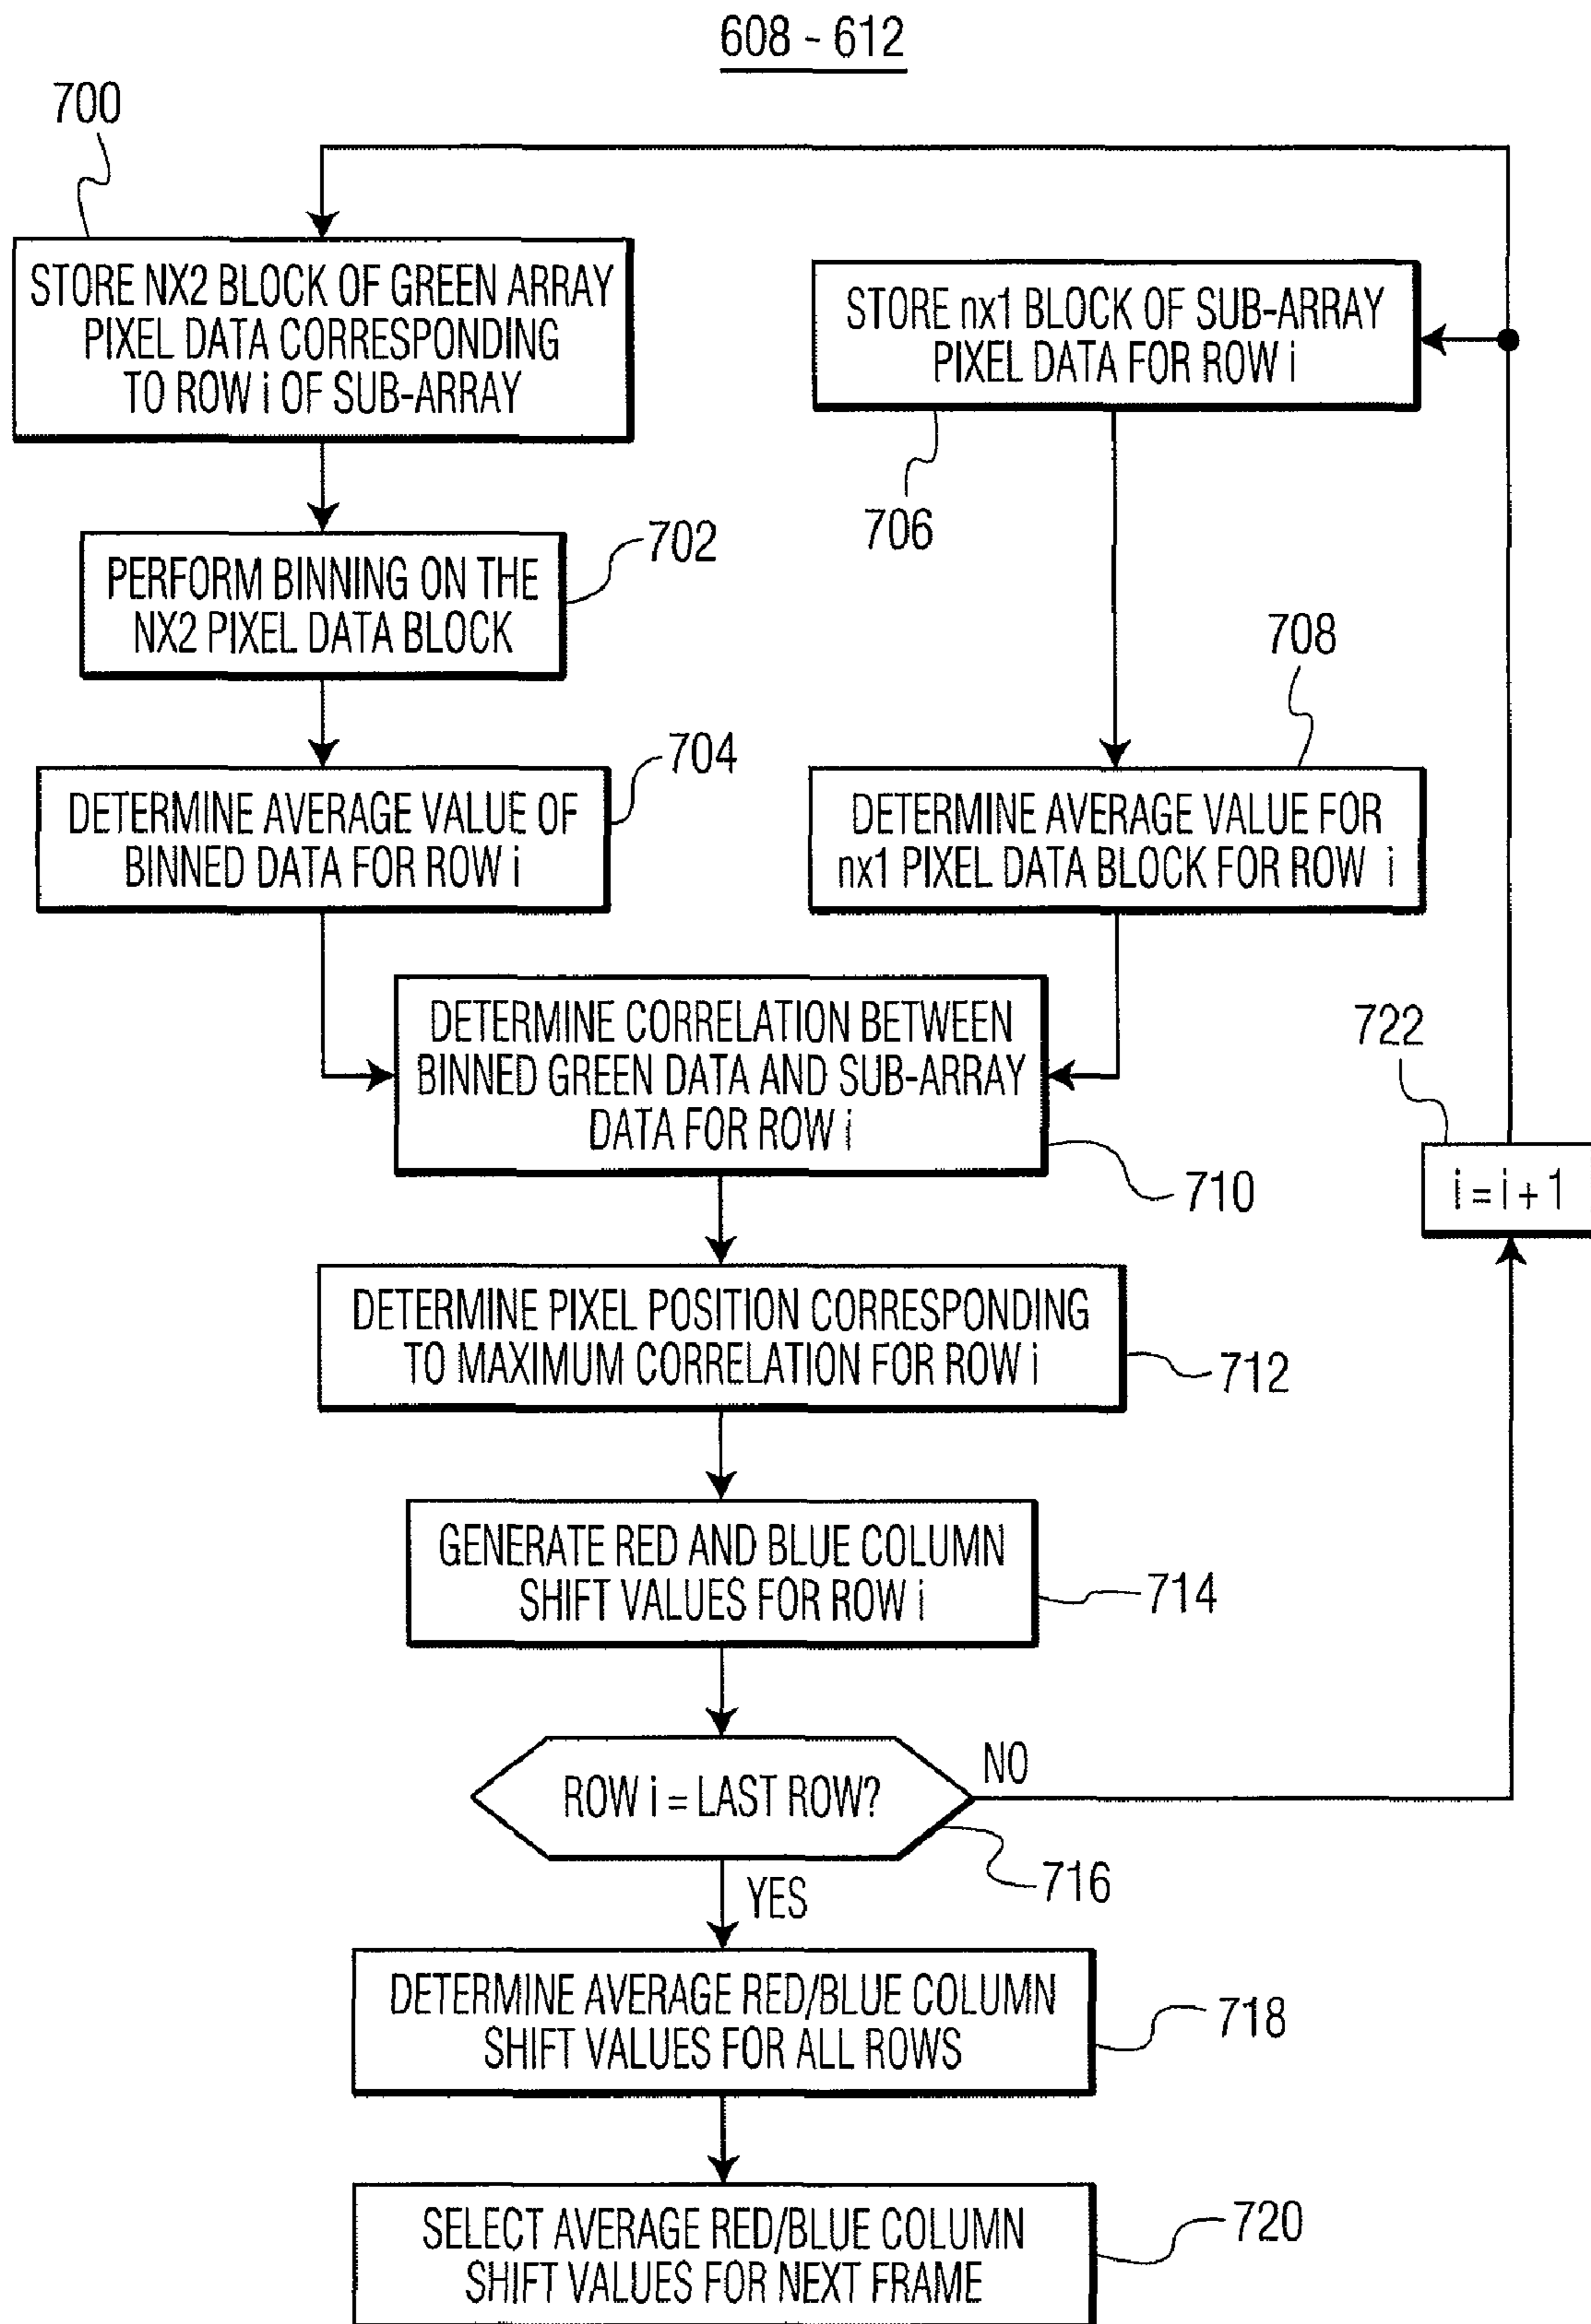 608 - 612
700
STORE NX2 BLOCK OF GREEN ARRAY
PIXEL DATA CORRESPONDING
TO ROW i OF SUB-ARRAY
STORE nx1 BLOCK OF SUB-ARRAY
PIXEL DATA FOR ROW i
706
PERFORM BINNING ON THE
NX2 PIXEL DATA BLOCK
702
708
704
DETERMINE AVERAGE VALUE OF
BINNED DATA FOR ROW i
DETERMINE AVERAGE VALUE FOR
nx1 PIXEL DATA BLOCK FOR ROW i
DETERMINE CORRELATION BETWEEN
BINNED GREEN DATA AND SUB-ARRAY
DATA FOR ROW i
710
722
i = i + 1
DETERMINE PIXEL POSITION CORRESPONDING
TO MAXIMUM CORRELATION FOR ROW i
712
GENERATE RED AND BLUE COLUMN
SHIFT VALUES FOR ROW i
714
ROW i = LAST ROW?
NO
716
YES
DETERMINE AVERAGE RED/BLUE COLUMN
SHIFT VALUES FOR ALL ROWS
718
SELECT AVERAGE RED/BLUE COLUMN
SHIFT VALUES FOR NEXT FRAME
720